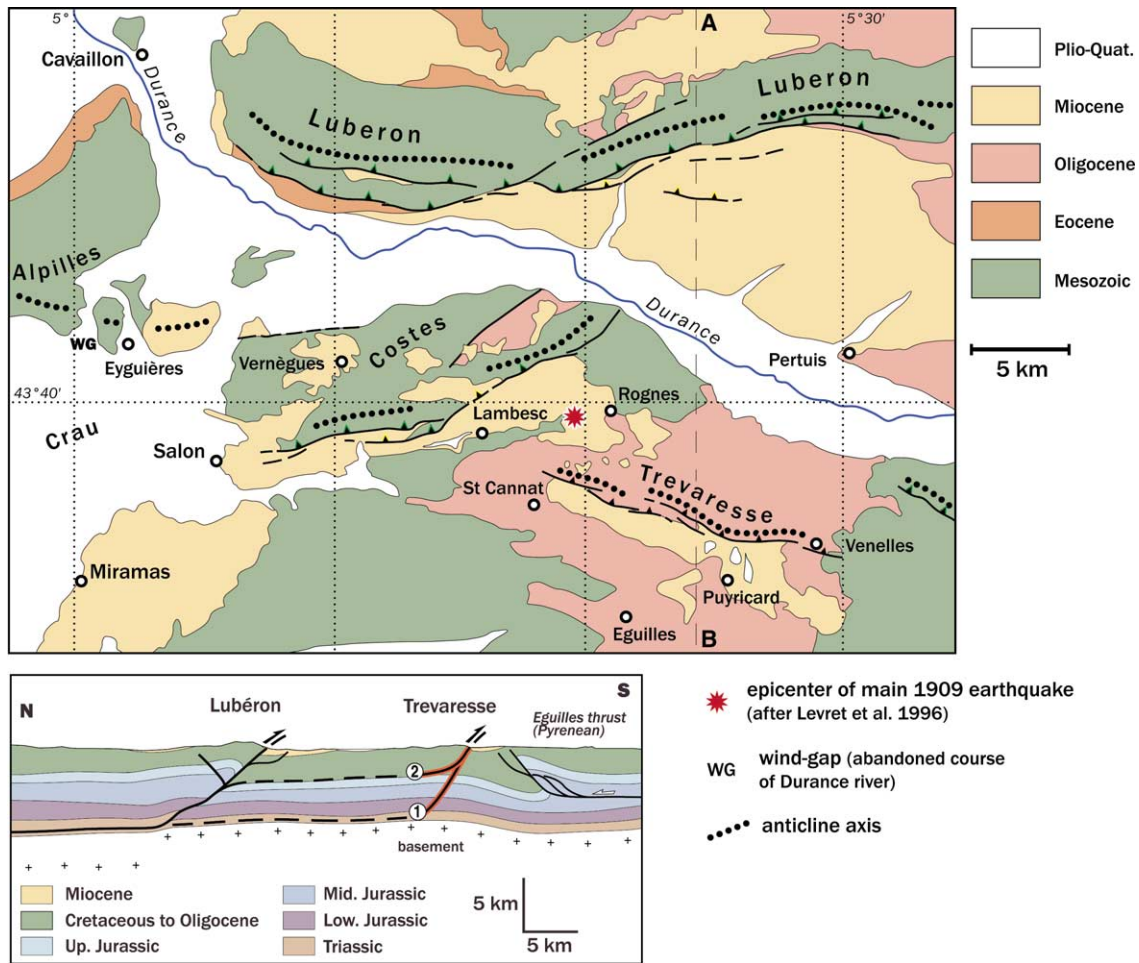 5°
A
5°30'
Cavaillon
Durance
Luberon
Luberon
Alpilles
WG
Eyguières
Durance
Costes
Vernègues
Pertuis
43°40'
Rognes
Lambesc
Crau
Salon
Trevaresse
St Cannat
Venelles
Miramas
Puyricard
Eguilles
B
Plio-Quat.
Miocene
Oligocene
Eocene
Mesozoic
5 km
N
S
Lubéron
Trevaresse
Eguilles thrust
(Pyrenean)
2
1
basement
Miocene
Cretaceous to Oligocene
Up. Jurassic
Mid. Jurassic
Low. Jurassic
Triassic
5 km
5 km
epicenter of main 1909 earthquake
(after Levret et al. 1996)
WG
wind-gap (abandoned course
of Durance river)
anticline axis